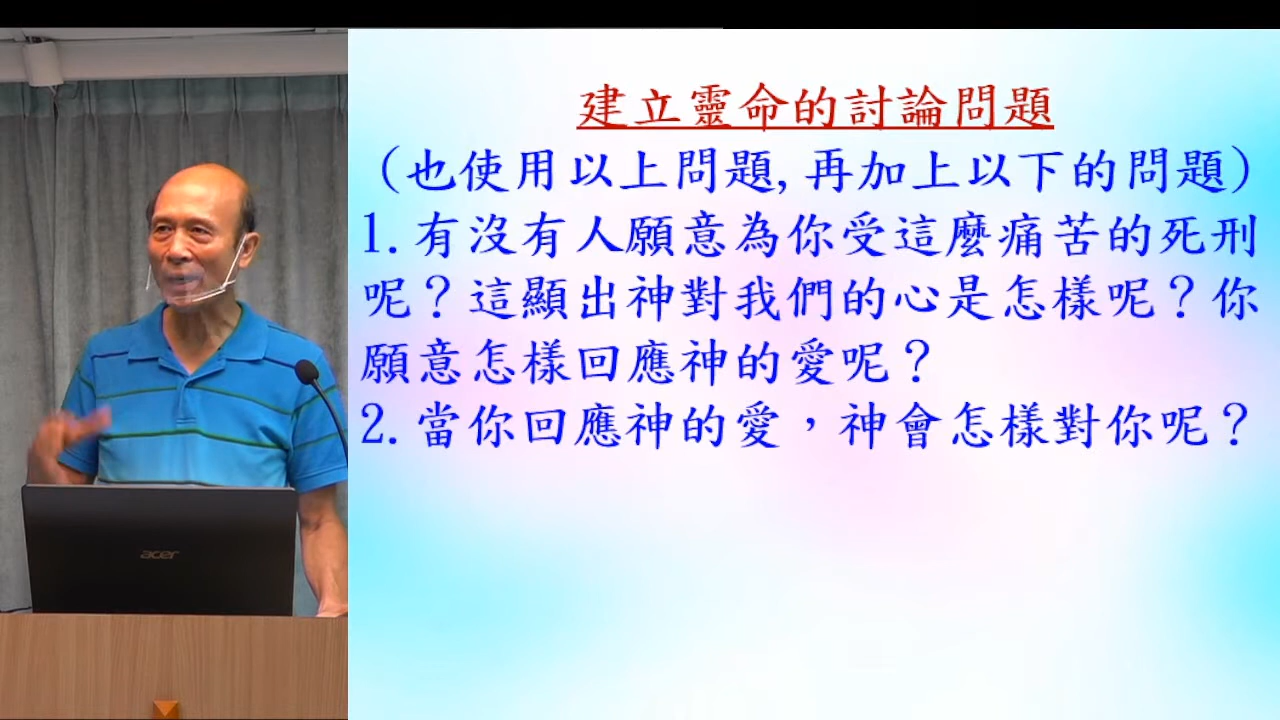 建立靈命的討論問題
(也使用以上問題,再加上以下的問題)
1.有沒有人願意為你受這麼痛苦的死刑
呢？這顯出神對我們的心是怎樣呢？你
願意怎樣回應神的愛呢？
2.當你回應神的愛，神會怎樣對你呢？
acer